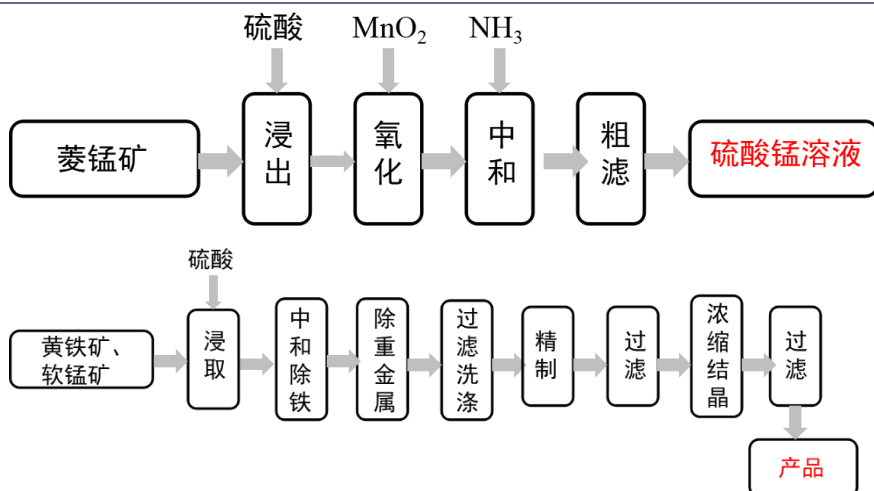 硫酸 MnO₂ NH₃
菱锰矿
浸出
氧化
中和
粗滤
硫酸锰溶液
硫酸
黄铁矿、
软锰矿
浸取
中和除铁
除重金属
过滤洗涤
精制
过滤
浓缩结晶
过滤
产品